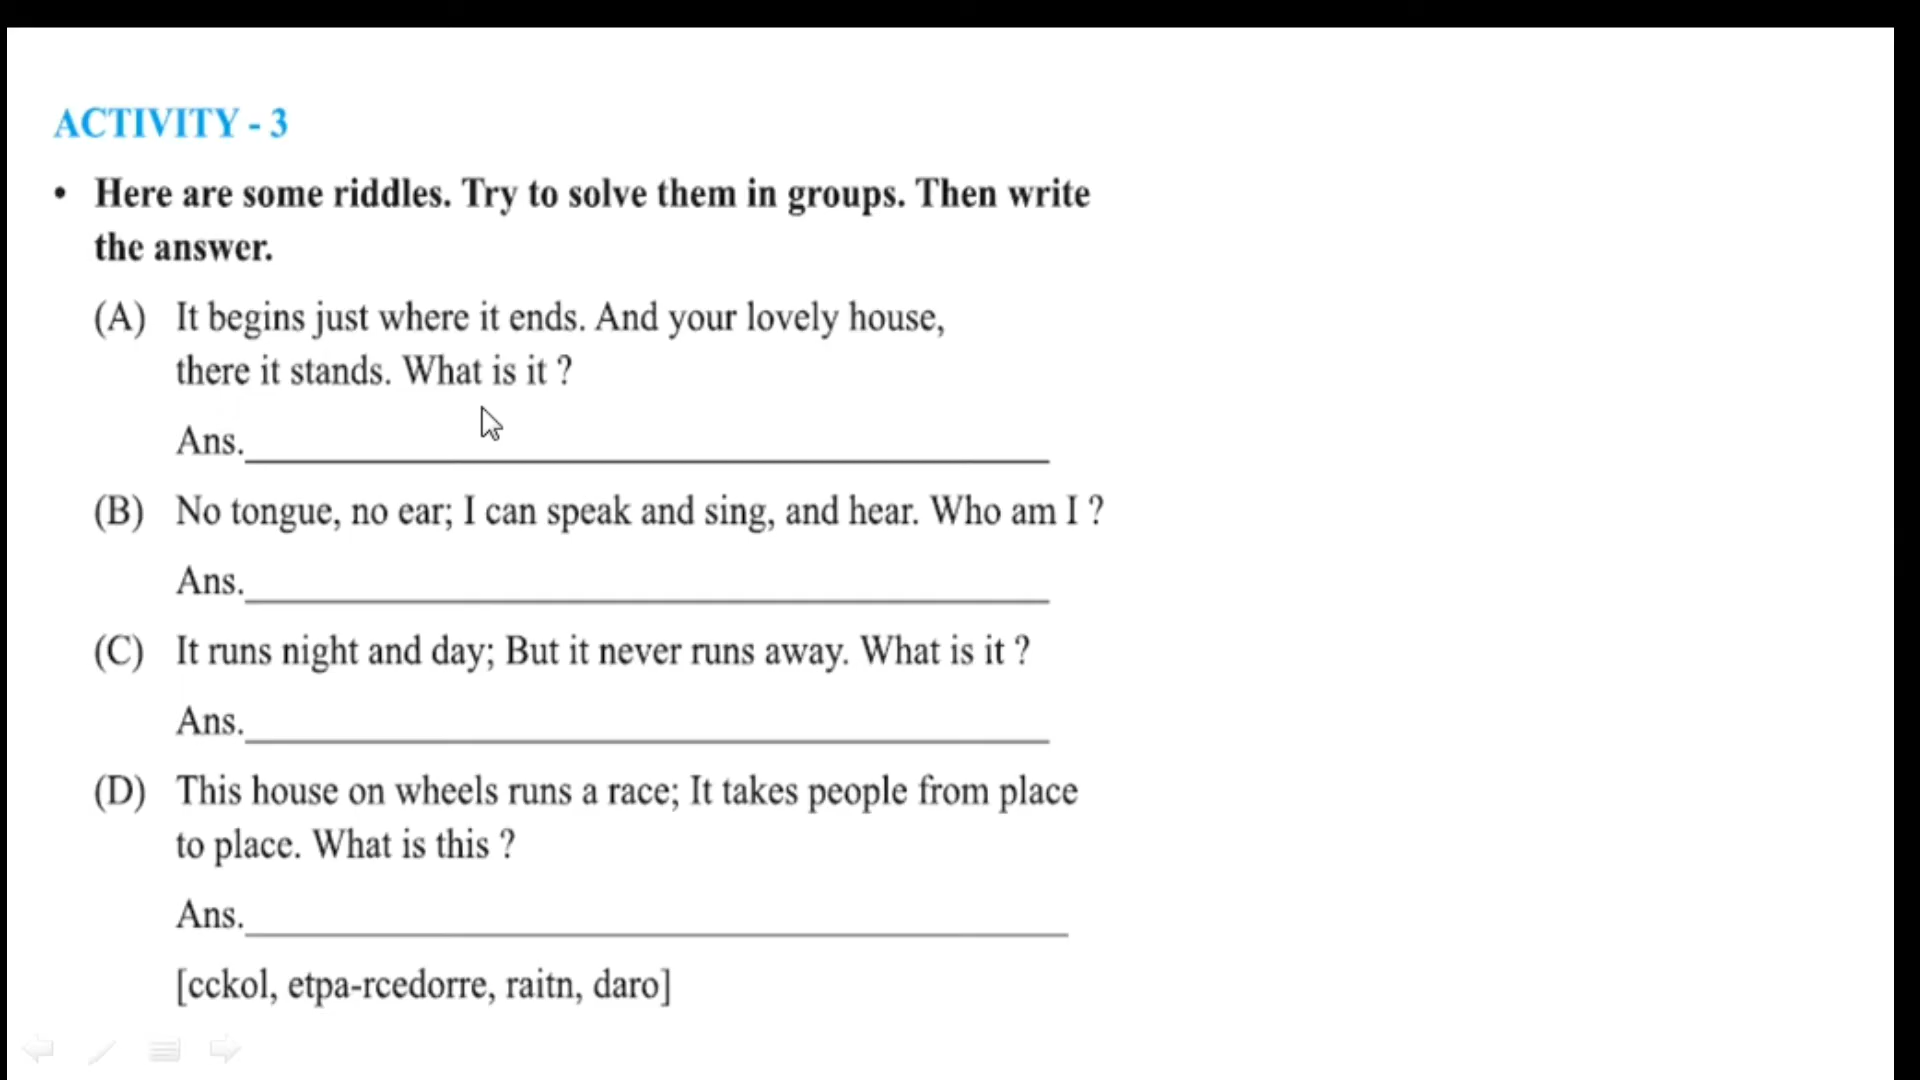 ACTIVITY - 3
• Here are some riddles. Try to solve them in groups. Then write
the answer.
(A) It begins just where it ends. And your lovely house,
there it stands. What is it ?
Ans.
(B) No tongue, no ear; I can speak and sing, and hear. Who am I ?
Ans.
(C) It runs night and day; But it never runs away. What is it ?
Ans.
(D) This house on wheels runs a race; It takes people from place
to place. What is this ?
Ans.
[cckol, etpa-rcedorre, raitn, daro]